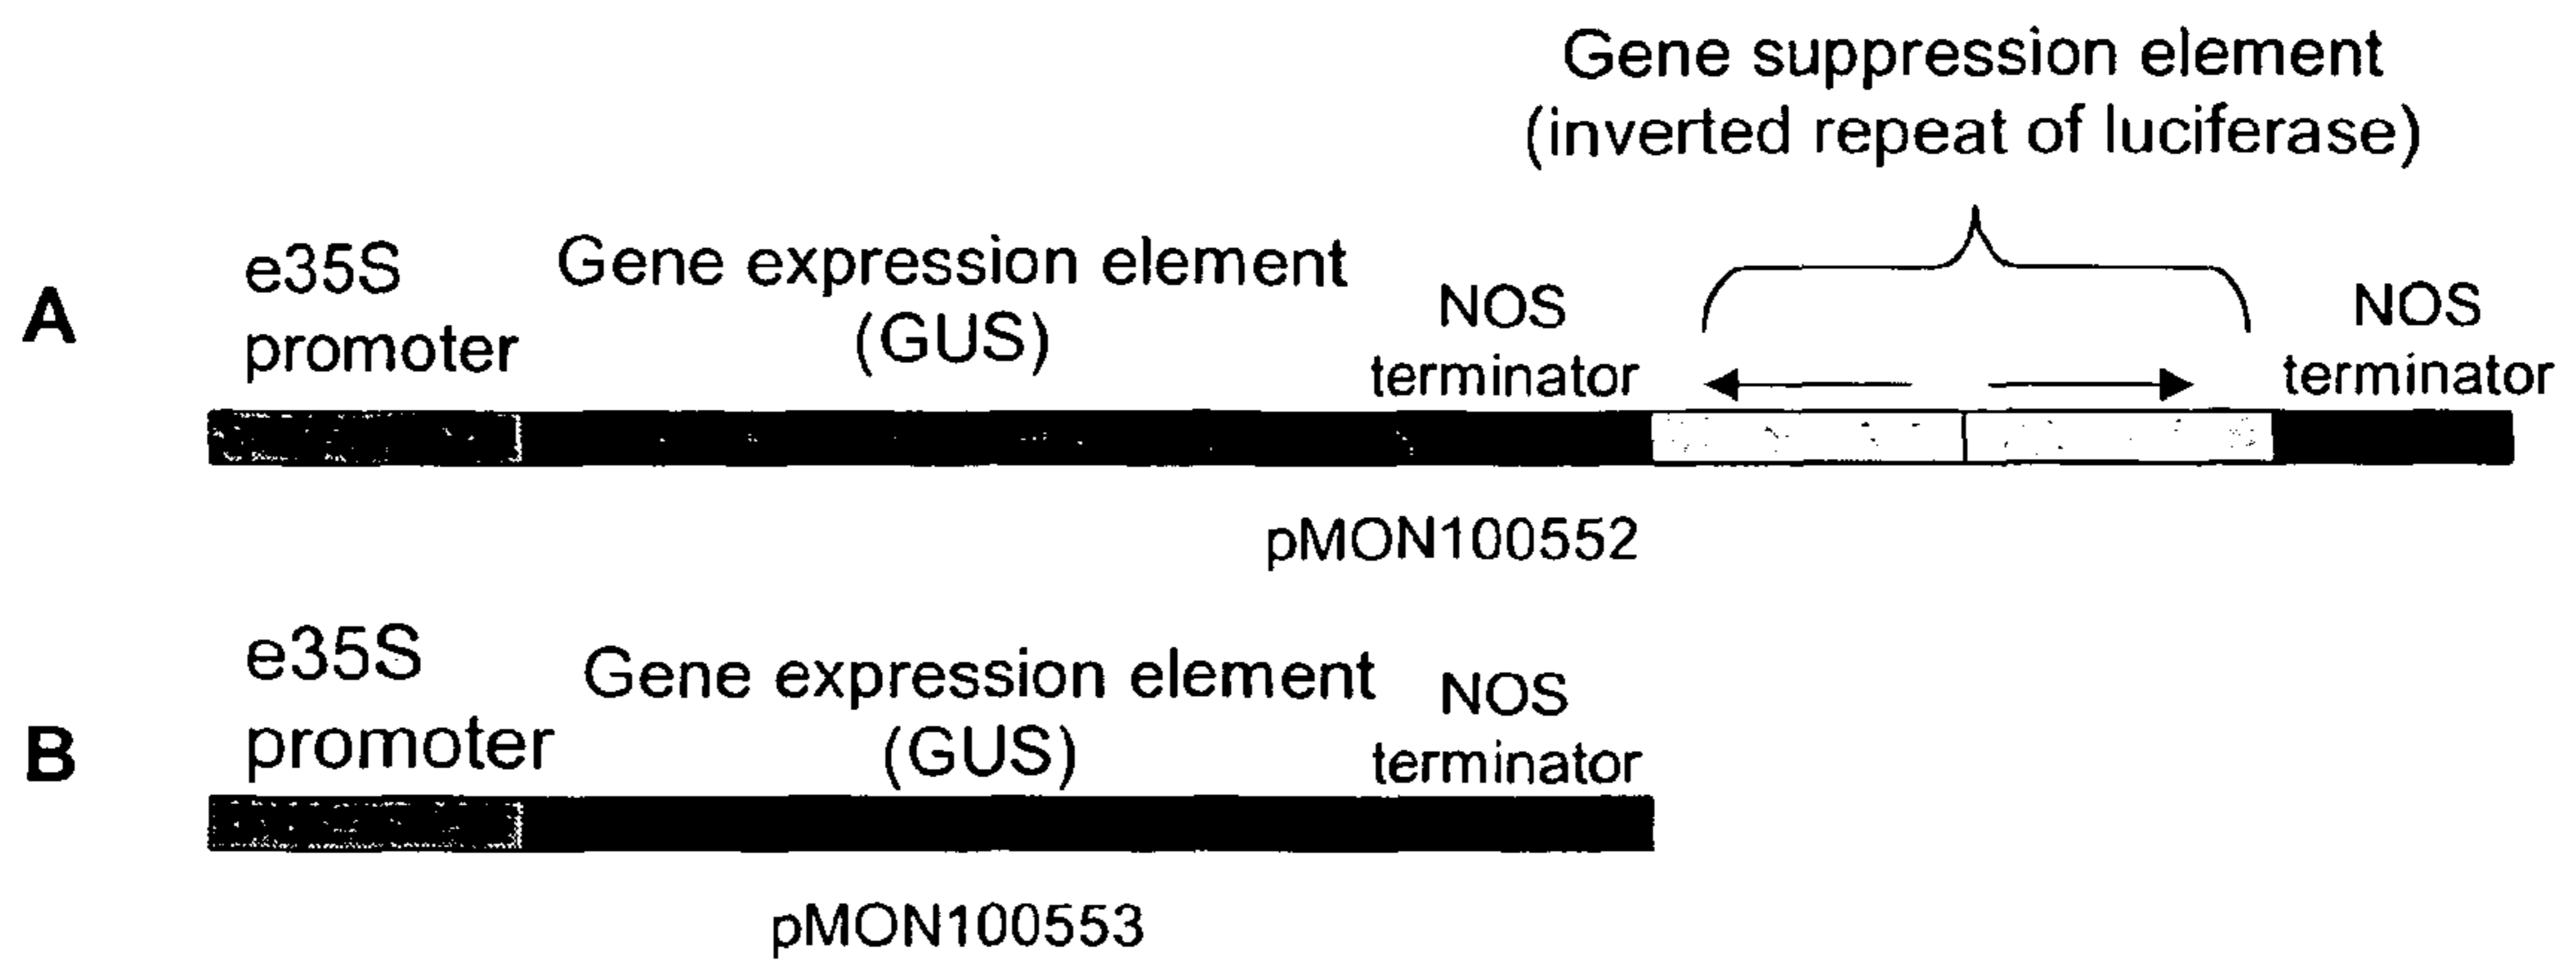 Gene suppression element
(inverted repeat of luciferase)
A
e35S
promoter
Gene expression element
(GUS)
NOS
terminator
NOS
terminator
pMON100552
B
e35S
promoter
Gene expression element
(GUS)
NOS
terminator
pMON100553